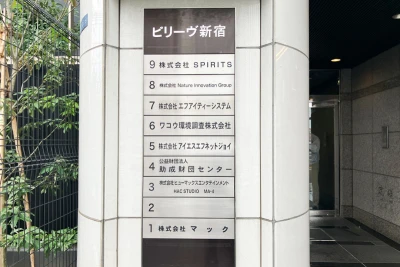 ビリーヴ新宿
9 株式会社 SPIRITS
8 株式会社 Nature Innovation Group
7 株式会社 エフアイティーシステム
6 ワコウ環境調査株式会社
5 株式会社 アイエスエフネットジョイ
4 公益財団法人
助成財団センター
3 株式会社ヒューマックスエンタテインメント
HAC STUDIO MA-4
2
1 株式会社 マック